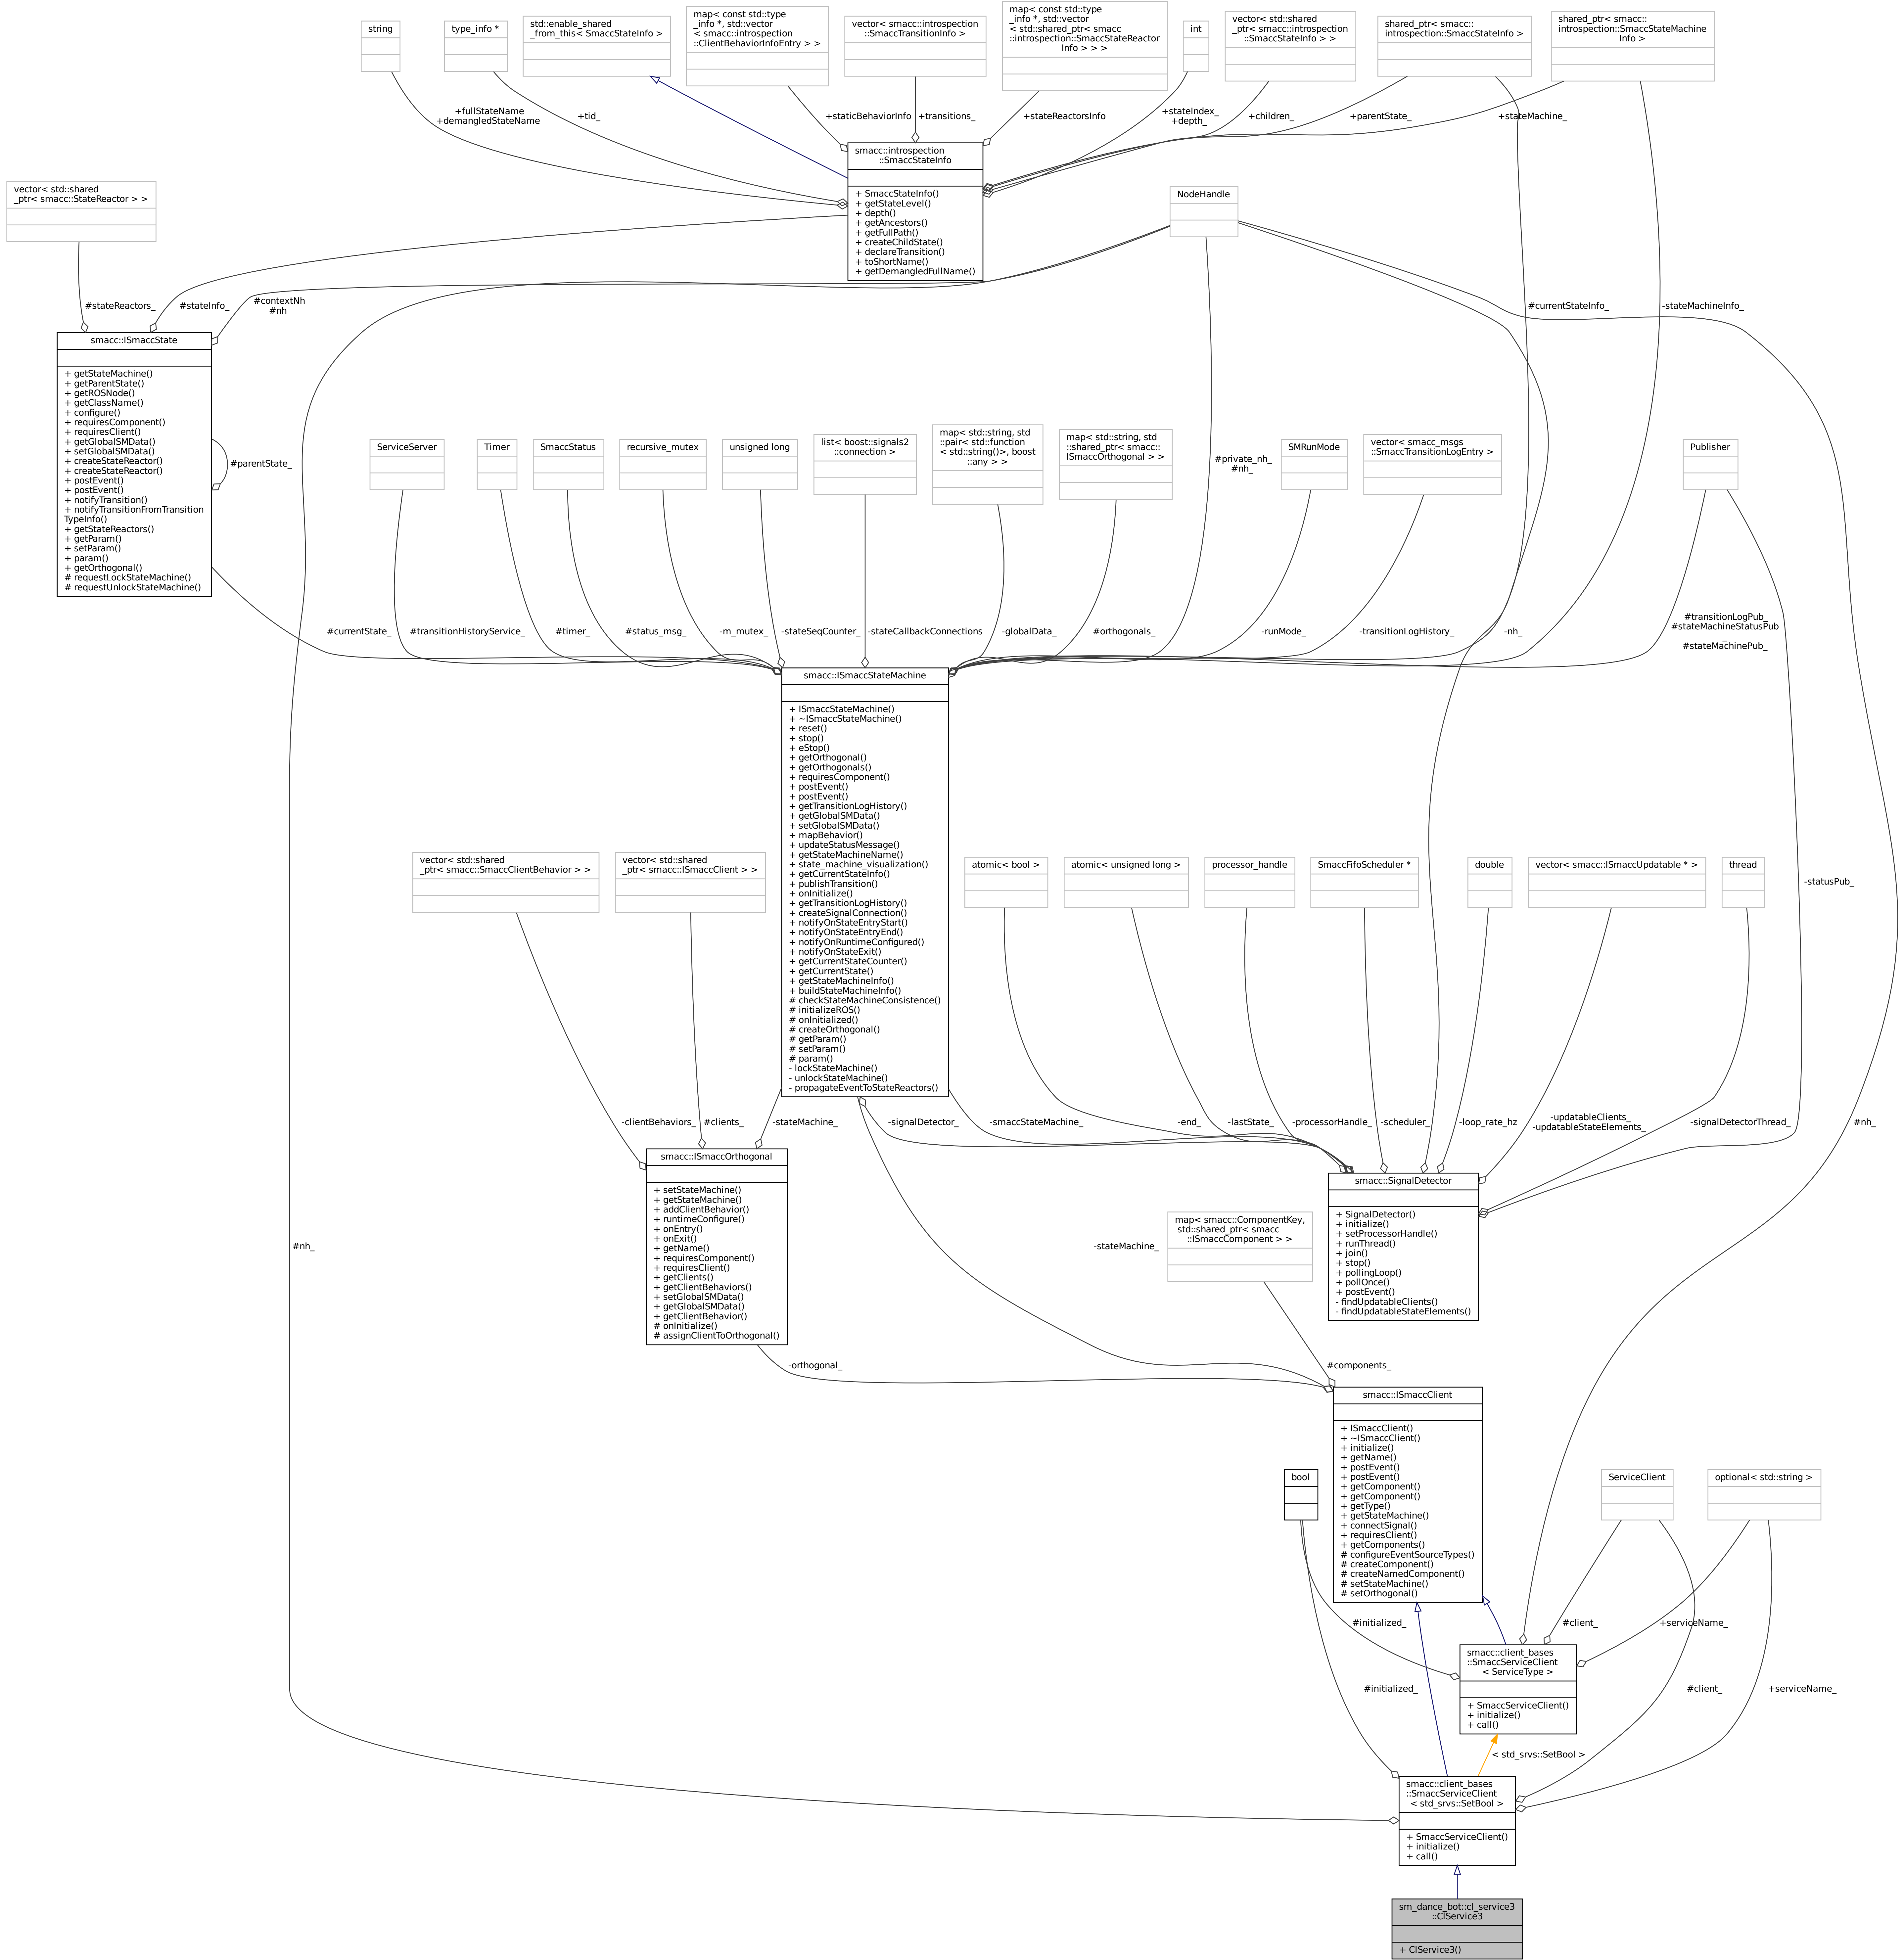 string
type_info *
std::enable_shared
_from_this< SmaccStateInfo >
map< const std::type
_info *, std::vector
< smacc::introspection
::ClientBehaviorInfoEntry > >
vector< smacc::introspection
::SmaccTransitionInfo >
map< const std::type
_info *, std::vector
< std::shared_ptr< smacc
::introspection::SmaccStateReactor
Info > > >
int
vector< std::shared
_ptr< smacc::introspection
::SmaccStateInfo > >
shared_ptr< smacc::
introspection::SmaccStateInfo >
shared_ptr< smacc::
introspection::SmaccStateMachine
Info >
+fullStateName
+demangledStateName
+tid_
+staticBehaviorInfo
+transitions_
+stateReactorsInfo
+stateIndex_
+depth_
+children_
+parentState_
+stateMachine_
smacc::introspection
::SmaccStateInfo
+ SmaccStateInfo()
+ getStateLevel()
+ depth()
+ getAncestors()
+ getFullPath()
+ createChildState()
+ declareTransition()
+ toShortName()
+ getDemangledFullName()
vector< std::shared
_ptr< smacc::StateReactor > >
NodeHandle
#stateReactors_
#stateInfo_
#contextNh
#nh
#currentStateInfo_
-stateMachineInfo_
smacc::ISmaccState
+ getStateMachine()
+ getParentState()
+ getROSNode()
+ getClassName()
+ configure()
+ requiresComponent()
+ requiresClient()
+ getGlobalSMData()
+ setGlobalSMData()
+ createStateReactor()
+ createStateReactor()
+ postEvent()
+ postEvent()
+ notifyTransition()
+ notifyTransitionFromTransition
TypeInfo()
+ getStateReactors()
+ getParam()
+ setParam()
+ param()
+ getOrthogonal()
# requestLockStateMachine()
# requestUnlockStateMachine()
#parentState_
ServiceServer
Timer
SmaccStatus
recursive_mutex
unsigned long
list< boost::signals2
::connection >
map< std::string, std
::pair< std::function
< std::string()>, boost
::any > >
map< std::string, std
::shared_ptr< smacc::
ISmaccOrthogonal > >
#private_nh_
#nh_
SMRunMode
vector< smacc_msgs
::SmaccTransitionLogEntry >
Publisher
#currentState_
#transitionHistoryService_
#timer_
#status_msg_
-m_mutex_
-stateSeqCounter_
-stateCallbackConnections
-globalData_
#orthogonals_
-runMode_
-transitionLogHistory_
-nh_
#transitionLogPub_
#stateMachineStatusPub
_
#stateMachinePub_
smacc::ISmaccStateMachine
+ ISmaccStateMachine()
+ ~ISmaccStateMachine()
+ reset()
+ stop()
+ eStop()
+ getOrthogonal()
+ getOrthogonals()
+ requiresComponent()
+ postEvent()
+ postEvent()
+ getTransitionLogHistory()
+ getGlobalSMData()
+ setGlobalSMData()
+ mapBehavior()
+ updateStatusMessage()
+ getStateMachineName()
+ state_machine_visualization()
+ getCurrentStateInfo()
+ publishTransition()
+ onInitialize()
+ getTransitionLogHistory()
+ createSignalConnection()
+ notifyOnStateEntryStart()
+ notifyOnStateEntryEnd()
+ notifyOnRuntimeConfigured()
+ notifyOnStateExit()
+ getCurrentStateCounter()
+ getCurrentState()
+ getStateMachineInfo()
+ buildStateMachineInfo()
# checkStateMachineConsistence()
# initializeROS()
# onInitialized()
# createOrthogonal()
# getParam()
# setParam()
# param()
- lockStateMachine()
- unlockStateMachine()
- propagateEventToStateReactors()
vector< std::shared
_ptr< smacc::SmaccClientBehavior > >
vector< std::shared
_ptr< smacc::ISmaccClient > >
atomic< bool >
atomic< unsigned long >
processor_handle
SmaccFifoScheduler *
double
vector< smacc::ISmaccUpdatable * >
thread
-statusPub_
-clientBehaviors_
#clients_
-stateMachine_
-signalDetector_
-smaccStateMachine_
-end_
-lastState_
-processorHandle_
-scheduler_
-loop_rate_hz
-updatableClients_
-updatableStateElements_
-signalDetectorThread_
#nh_
smacc::ISmaccOrthogonal
+ setStateMachine()
+ getStateMachine()
+ addClientBehavior()
+ runtimeConfigure()
+ onEntry()
+ onExit()
+ getName()
+ requiresComponent()
+ requiresClient()
+ getClients()
+ getClientBehaviors()
+ setGlobalSMData()
+ getGlobalSMData()
+ getClientBehavior()
# onInitialize()
# assignClientToOrthogonal()
smacc::SignalDetector
+ SignalDetector()
+ initialize()
+ setProcessorHandle()
+ runThread()
+ join()
+ stop()
+ pollingLoop()
+ pollOnce()
+ postEvent()
- findUpdatableClients()
- findUpdatableStateElements()
#nh_
-stateMachine_
map< smacc::ComponentKey,
std::shared_ptr< smacc
::ISmaccComponent > >
-orthogonal_
#components_
smacc::ISmaccClient
+ ISmaccClient()
+ ~ISmaccClient()
+ initialize()
+ getName()
+ postEvent()
+ postEvent()
+ getComponent()
+ getComponent()
+ getType()
+ getStateMachine()
+ connectSignal()
+ requiresClient()
+ getComponents()
# configureEventSourceTypes()
# createComponent()
# createNamedComponent()
# setStateMachine()
# setOrthogonal()
bool
ServiceClient
optional< std::string >
#initialized_
#client_
+serviceName_
smacc::client_bases
::SmaccServiceClient
< ServiceType >
+ SmaccServiceClient()
+ initialize()
+ call()
#initialized_
#client_
+serviceName_
< std_srvs::SetBool >
smacc::client_bases
::SmaccServiceClient
< std_srvs::SetBool >
+ SmaccServiceClient()
+ initialize()
+ call()
sm_dance_bot::cl_service3
::ClService3
+ ClService3()